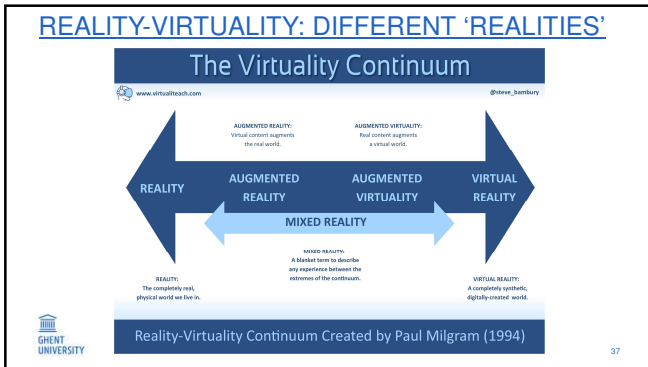 REALITY-VIRTUALITY: DIFFERENT 'REALITIES'
The Virtuality Continuum
www.virtualiteach.com
@steve_bambury
AUGMENTED REALITY:
Virtual content augments
the real world.
AUGMENTED VIRTUALITY:
Real content augments
a virtual world.
REALITY
AUGMENTED
REALITY
AUGMENTED
VIRTUALITY
VIRTUAL
REALITY
MIXED REALITY
MIXED REALITY:
A blanket term to describe
any experience between the
extremes of the continuum.
REALITY:
The completely real,
physical world we live in.
VIRTUAL REALITY:
A completely synthetic,
digitally-created world.
Reality-Virtuality Continuum Created by Paul Milgram (1994)
GHENT
UNIVERSITY
37